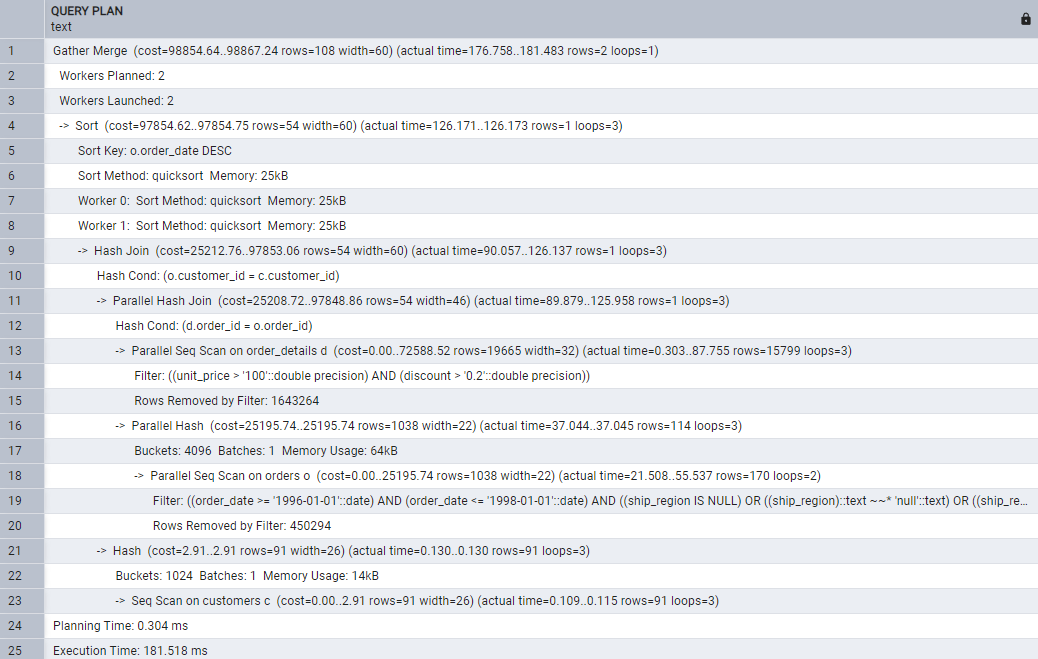 QUERY PLAN
text
1 Gather Merge (cost=98854.64..98867.24 rows=108 width=60) (actual time=176.758..181.483 rows=2 loops=1)
2 Workers Planned: 2
3 Workers Launched: 2
4 -> Sort (cost=97854.62..97854.75 rows=54 width=60) (actual time=126.171..126.173 rows=1 loops=3)
5 Sort Key: o.order_date DESC
6 Sort Method: quicksort Memory: 25kB
7 Worker 0: Sort Method: quicksort Memory: 25kB
8 Worker 1: Sort Method: quicksort Memory: 25kB
9 -> Hash Join (cost=25212.76..97853.06 rows=54 width=60) (actual time=90.057..126.137 rows=1 loops=3)
10 Hash Cond: (o.customer_id = c.customer_id)
11 -> Parallel Hash Join (cost=25208.72..97848.86 rows=54 width=46) (actual time=89.879..125.958 rows=1 loops=3)
12 Hash Cond: (d.order_id = o.order_id)
13 -> Parallel Seq Scan on order_details d (cost=0.00..72588.52 rows=19665 width=32) (actual time=0.303..87.755 rows=15799 loops=3)
14 Filter: ((unit_price > '100'::double precision) AND (discount > '0.2'::double precision))
15 Rows Removed by Filter: 1643264
16 -> Parallel Hash (cost=25195.74..25195.74 rows=1038 width=22) (actual time=37.044..37.045 rows=114 loops=3)
17 Buckets: 4096 Batches: 1 Memory Usage: 64kB
18 -> Parallel Seq Scan on orders o (cost=0.00..25195.74 rows=1038 width=22) (actual time=21.508..55.537 rows=170 loops=2)
19 Filter: ((order_date >= '1996-01-01'::date) AND (order_date <= '1998-01-01'::date) AND ((ship_region IS NULL) OR ((ship_region)::text ~~* 'null'::text) OR ((ship_re...
20 Rows Removed by Filter: 450294
21 -> Hash (cost=2.91..2.91 rows=91 width=26) (actual time=0.130..0.130 rows=91 loops=3)
22 Buckets: 1024 Batches: 1 Memory Usage: 14kB
23 -> Seq Scan on customers c (cost=0.00..2.91 rows=91 width=26) (actual time=0.109..0.115 rows=91 loops=3)
24 Planning Time: 0.304 ms
25 Execution Time: 181.518 ms